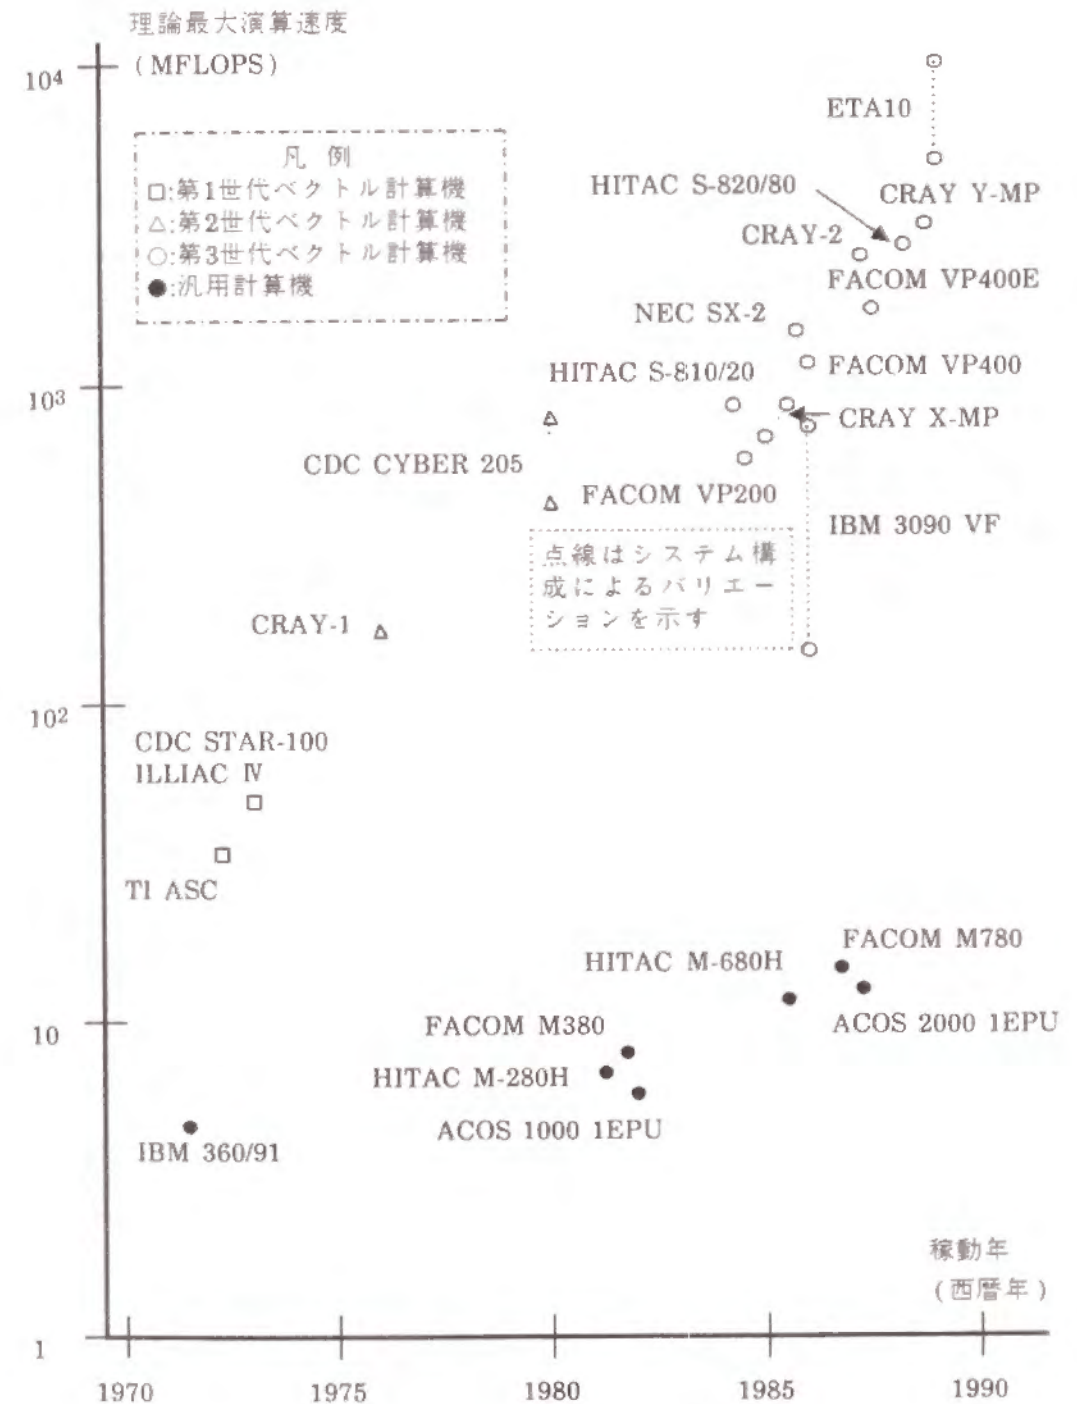 理論最大演算速度
(MFLOPS)
10⁴
凡 例
□:第1世代ベクトル計算機
△:第2世代ベクトル計算機
○:第3世代ベクトル計算機
●:汎用計算機
ETA10
HITAC S-820/80
CRAY Y-MP
CRAY-2
FACOM VP400E
NEC SX-2
HITAC S-810/20
FACOM VP400
10³
CRAY X-MP
CDC CYBER 205
FACOM VP200
IBM 3090 VF
点線はシステム構
成によるバリエー
ションを示す
CRAY-1
10²
CDC STAR-100
ILLIAC Ⅳ
TI ASC
FACOM M780
HITAC M-680H
10
FACOM M380
ACOS 2000 1EPU
HITAC M-280H
ACOS 1000 1EPU
IBM 360/91
稼動年
(西暦年)
1
1970 1975 1980 1985 1990